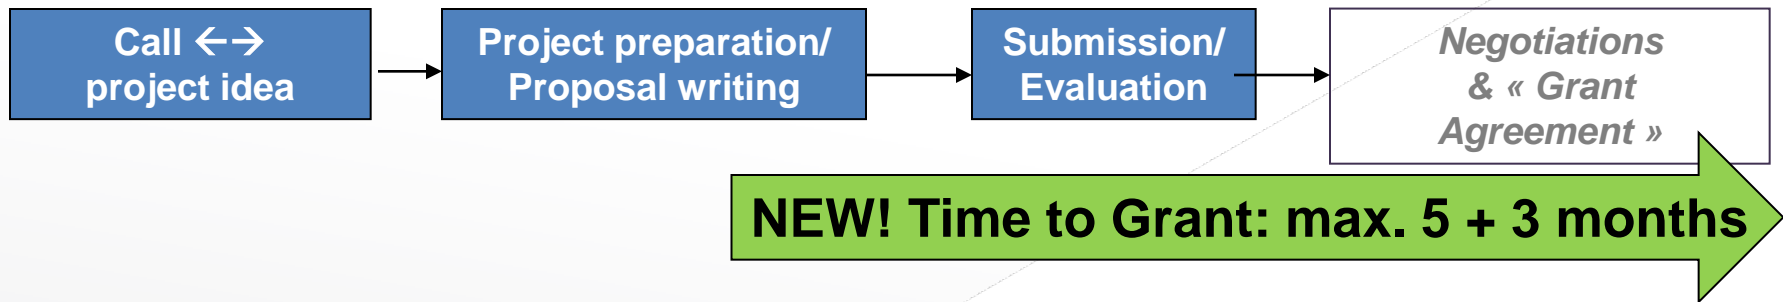 Call ←→
project idea
Project preparation/
Proposal writing
Submission/
Evaluation
Negotiations
& « Grant
Agreement »
NEW! Time to Grant: max. 5 + 3 months